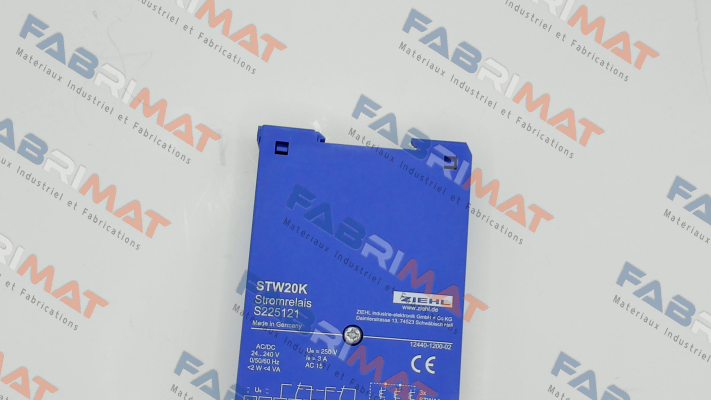 FABRIMAT
Matériaux Industriel et Fabrications
STW20K
Stromrelais
S225121
Made in Germany
AC/DC
24...240 V
0/50/60 Hz
<2 W <4 VA
Ue = 250 V
Ie = 3 A
AC 15
ZIEHL
www.ziehl.de
ZIEHL industrie-elektronik GmbH + Co KG
Daimlerstrasse 13, 74523 Schwäbisch Hall
12440-1200-02
CE
3x